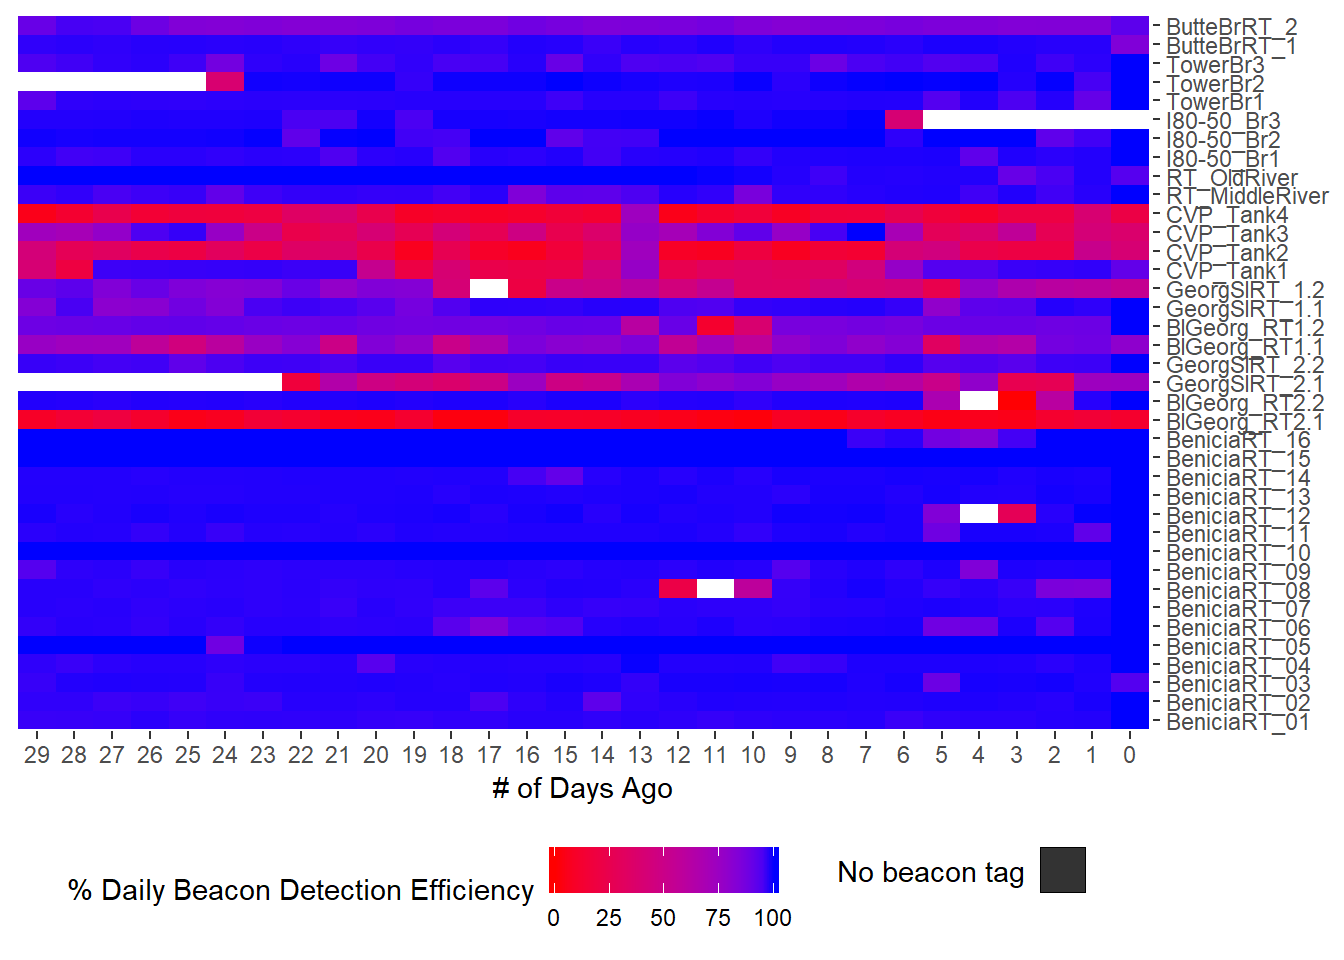 ButteBrRT_2
ButteBrRT_1
TowerBr3
TowerBr2
TowerBr1
I80-50_Br3
I80-50_Br2
I80-50_Br1
RT_OldRiver
RT_MiddleRiver
CVP_Tank4
CVP_Tank3
CVP_Tank2
CVP_Tank1
GeorgSlRT_1.2
GeorgSlRT_1.1
BlGeorg_RT1.2
BlGeorg_RT1.1
GeorgSlRT_2.2
GeorgSlRT_2.1
BlGeorg_RT2.2
BlGeorg_RT2.1
BeniciaRT_16
BeniciaRT_15
BeniciaRT_14
BeniciaRT_13
BeniciaRT_12
BeniciaRT_11
BeniciaRT_10
BeniciaRT_09
BeniciaRT_08
BeniciaRT_07
BeniciaRT_06
BeniciaRT_05
BeniciaRT_04
BeniciaRT_03
BeniciaRT_02
BeniciaRT_01
29 28 27 26 25 24 23 22 21 20 19 18 17 16 15 14 13 12 11 10 9 8 7 6 5 4 3 2 1 0
# of Days Ago
% Daily Beacon Detection Efficiency
0 25 50 75 100
No beacon tag